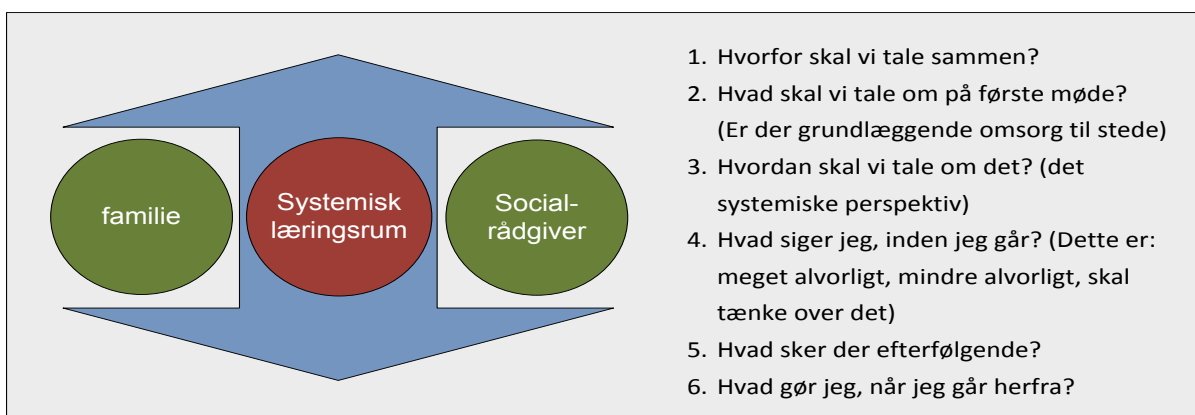 familie
Systemisk
læringsrum
Social-
rådgiver
1. Hvorfor skal vi tale sammen?
2. Hvad skal vi tale om på første møde?
(Er der grundlæggende omsorg til stede)
3. Hvordan skal vi tale om det? (det
systemiske perspektiv)
4. Hvad siger jeg, inden jeg går? (Dette er:
meget alvorligt, mindre alvorligt, skal
tænke over det)
5. Hvad sker der efterfølgende?
6. Hvad gør jeg, når jeg går herfra?